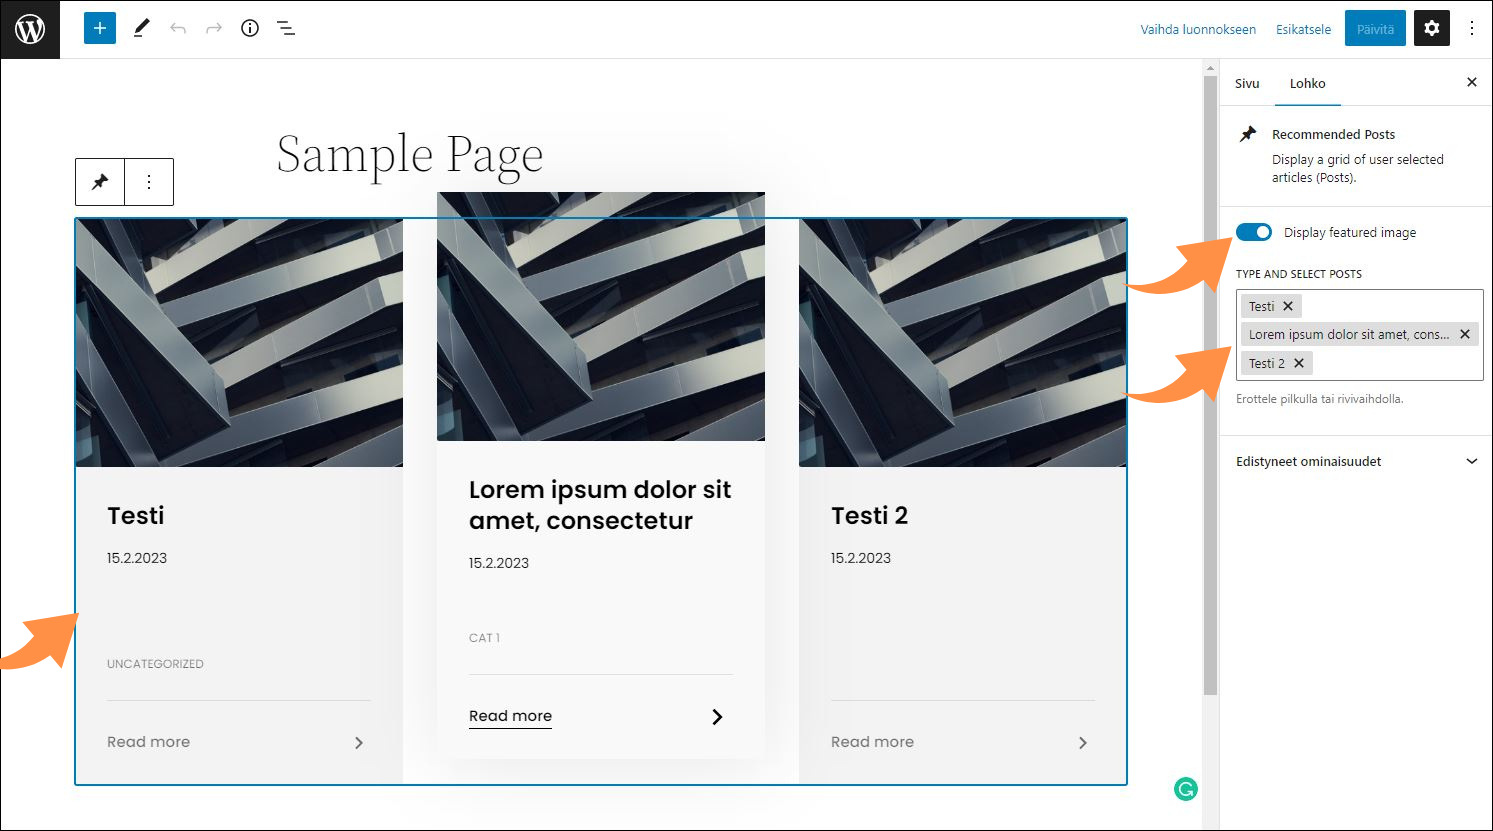 Vaihda luonnokseen
Esikatsele
Päivitä
Sample Page
Testi
15.2.2023
UNCATEGORIZED
Read more
Lorem ipsum dolor sit
amet, consectetur
15.2.2023
CAT 1
Read more
Testi 2
15.2.2023
Read more
Sivu
Lohko
Recommended Posts
Display a grid of user selected
articles (Posts).
Display featured image
TYPE AND SELECT POSTS
Testi
Lorem ipsum dolor sit amet, cons...
Testi 2
Erottele pilkulla tai rivivaihdolla.
Edistyneet ominaisuudet